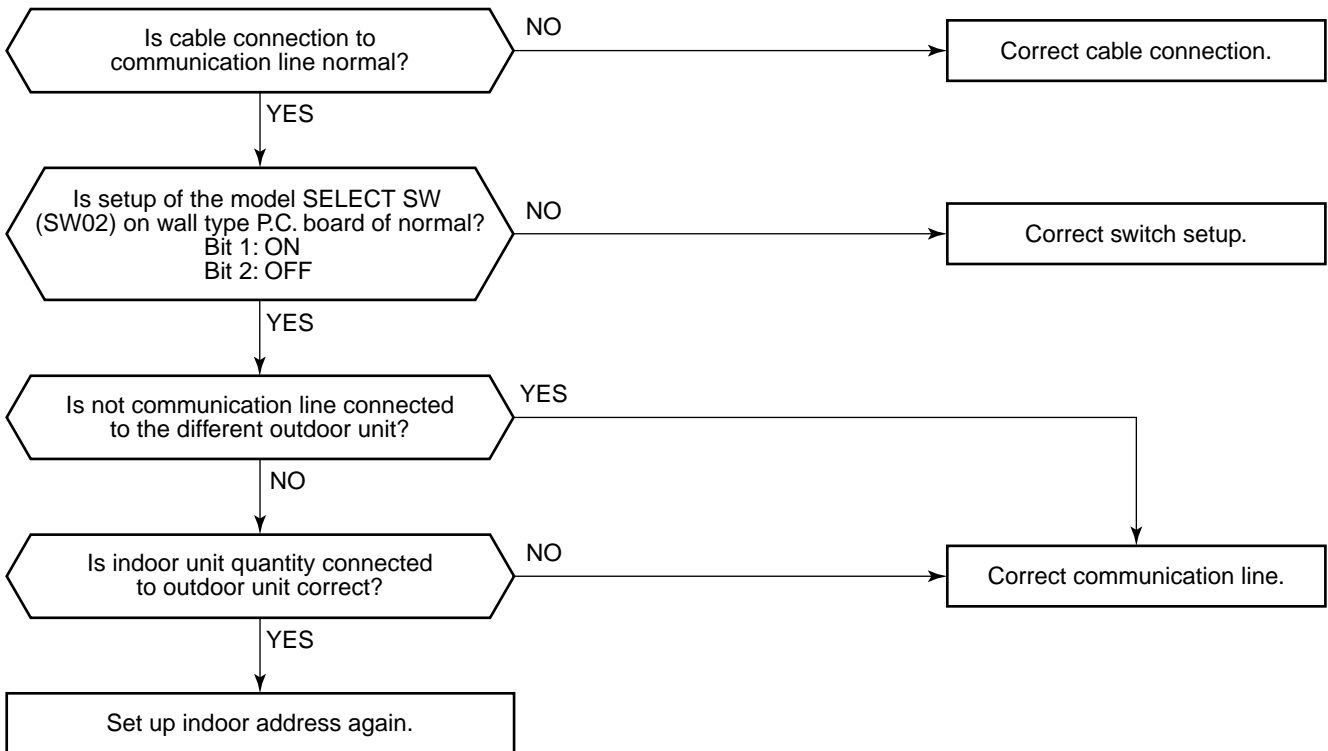 Is cable connection to
communication line normal?
NO
Correct cable connection.
YES
Is setup of the model SELECT SW
(SW02) on wall type P.C. board of normal?
Bit 1: ON
Bit 2: OFF
NO
Correct switch setup.
YES
Is not communication line connected
to the different outdoor unit?
YES
NO
Is indoor unit quantity connected
to outdoor unit correct?
NO
Correct communication line.
YES
Set up indoor address again.